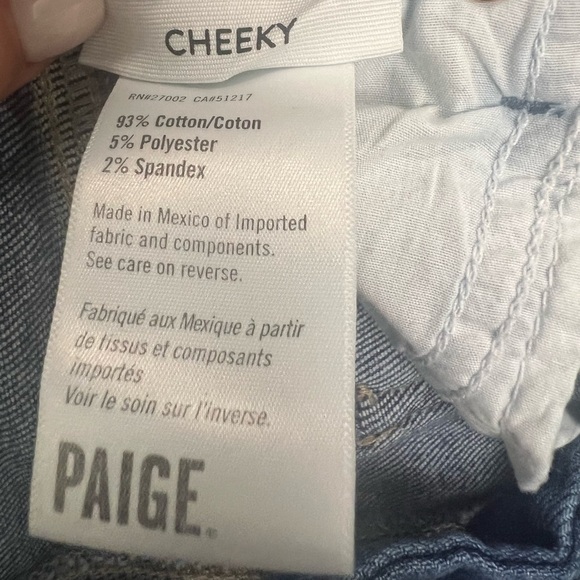 CHEEKY
RN#27002 CA#51217
93% Cotton/Coton
5% Polyester
2% Spandex
Made in Mexico of Imported
fabric and components.
See care on reverse.
Fabriqué aux Mexique à partir
de tissus et composants
importés
Voir le soin sur l'inverse.
PAIGE